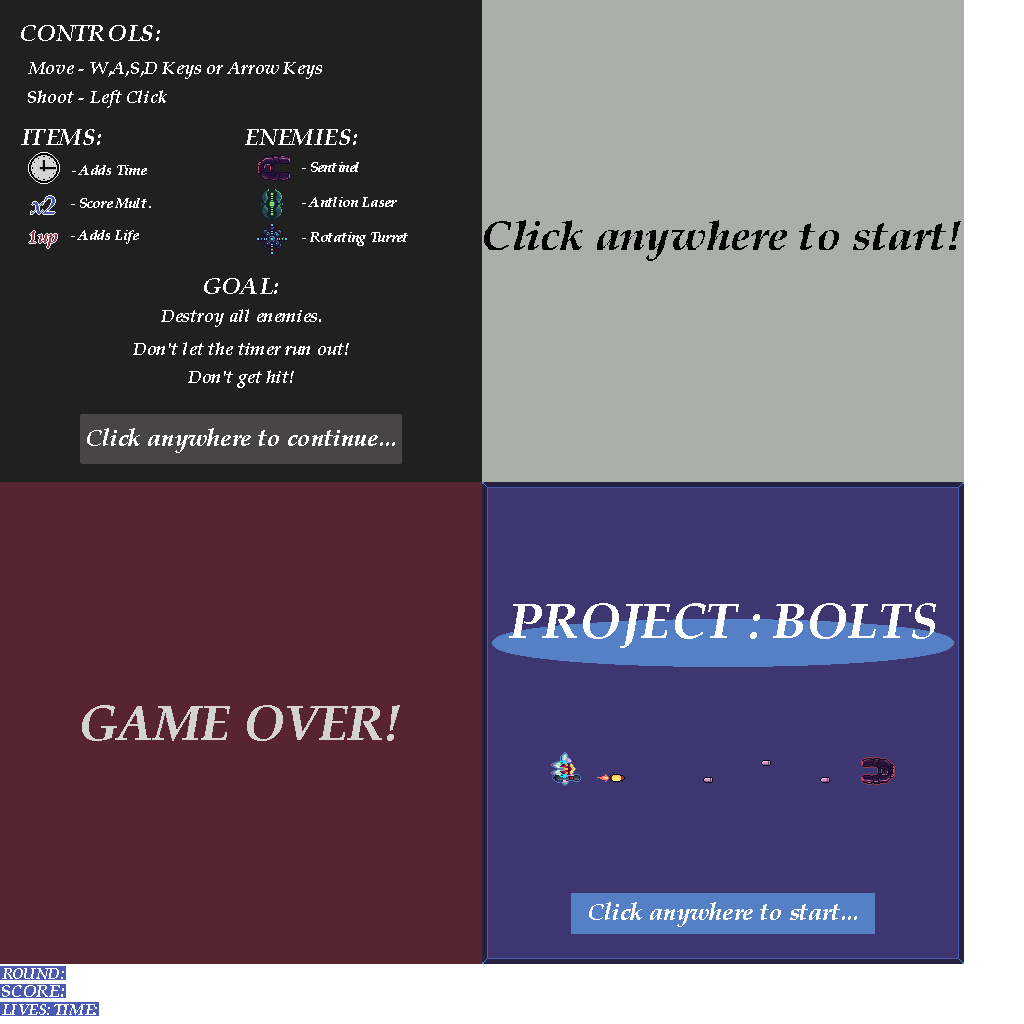 CONTROLS:
Move - W,A,S,D Keys or Arrow Keys
Shoot - Left Click
ITEMS:
- Adds Time
x2 - Score Mult.
1up - Adds Life
ENEMIES:
- Sentinel
- Antlion Laser
- Rotating Turret
GOAL:
Destroy all enemies.
Don't let the timer run out!
Don't get hit!
Click anywhere to continue...
Click anywhere to start!
GAME OVER!
PROJECT : BOLTS
Click anywhere to start...
ROUND:
SCORE:
LIVES: TIME: